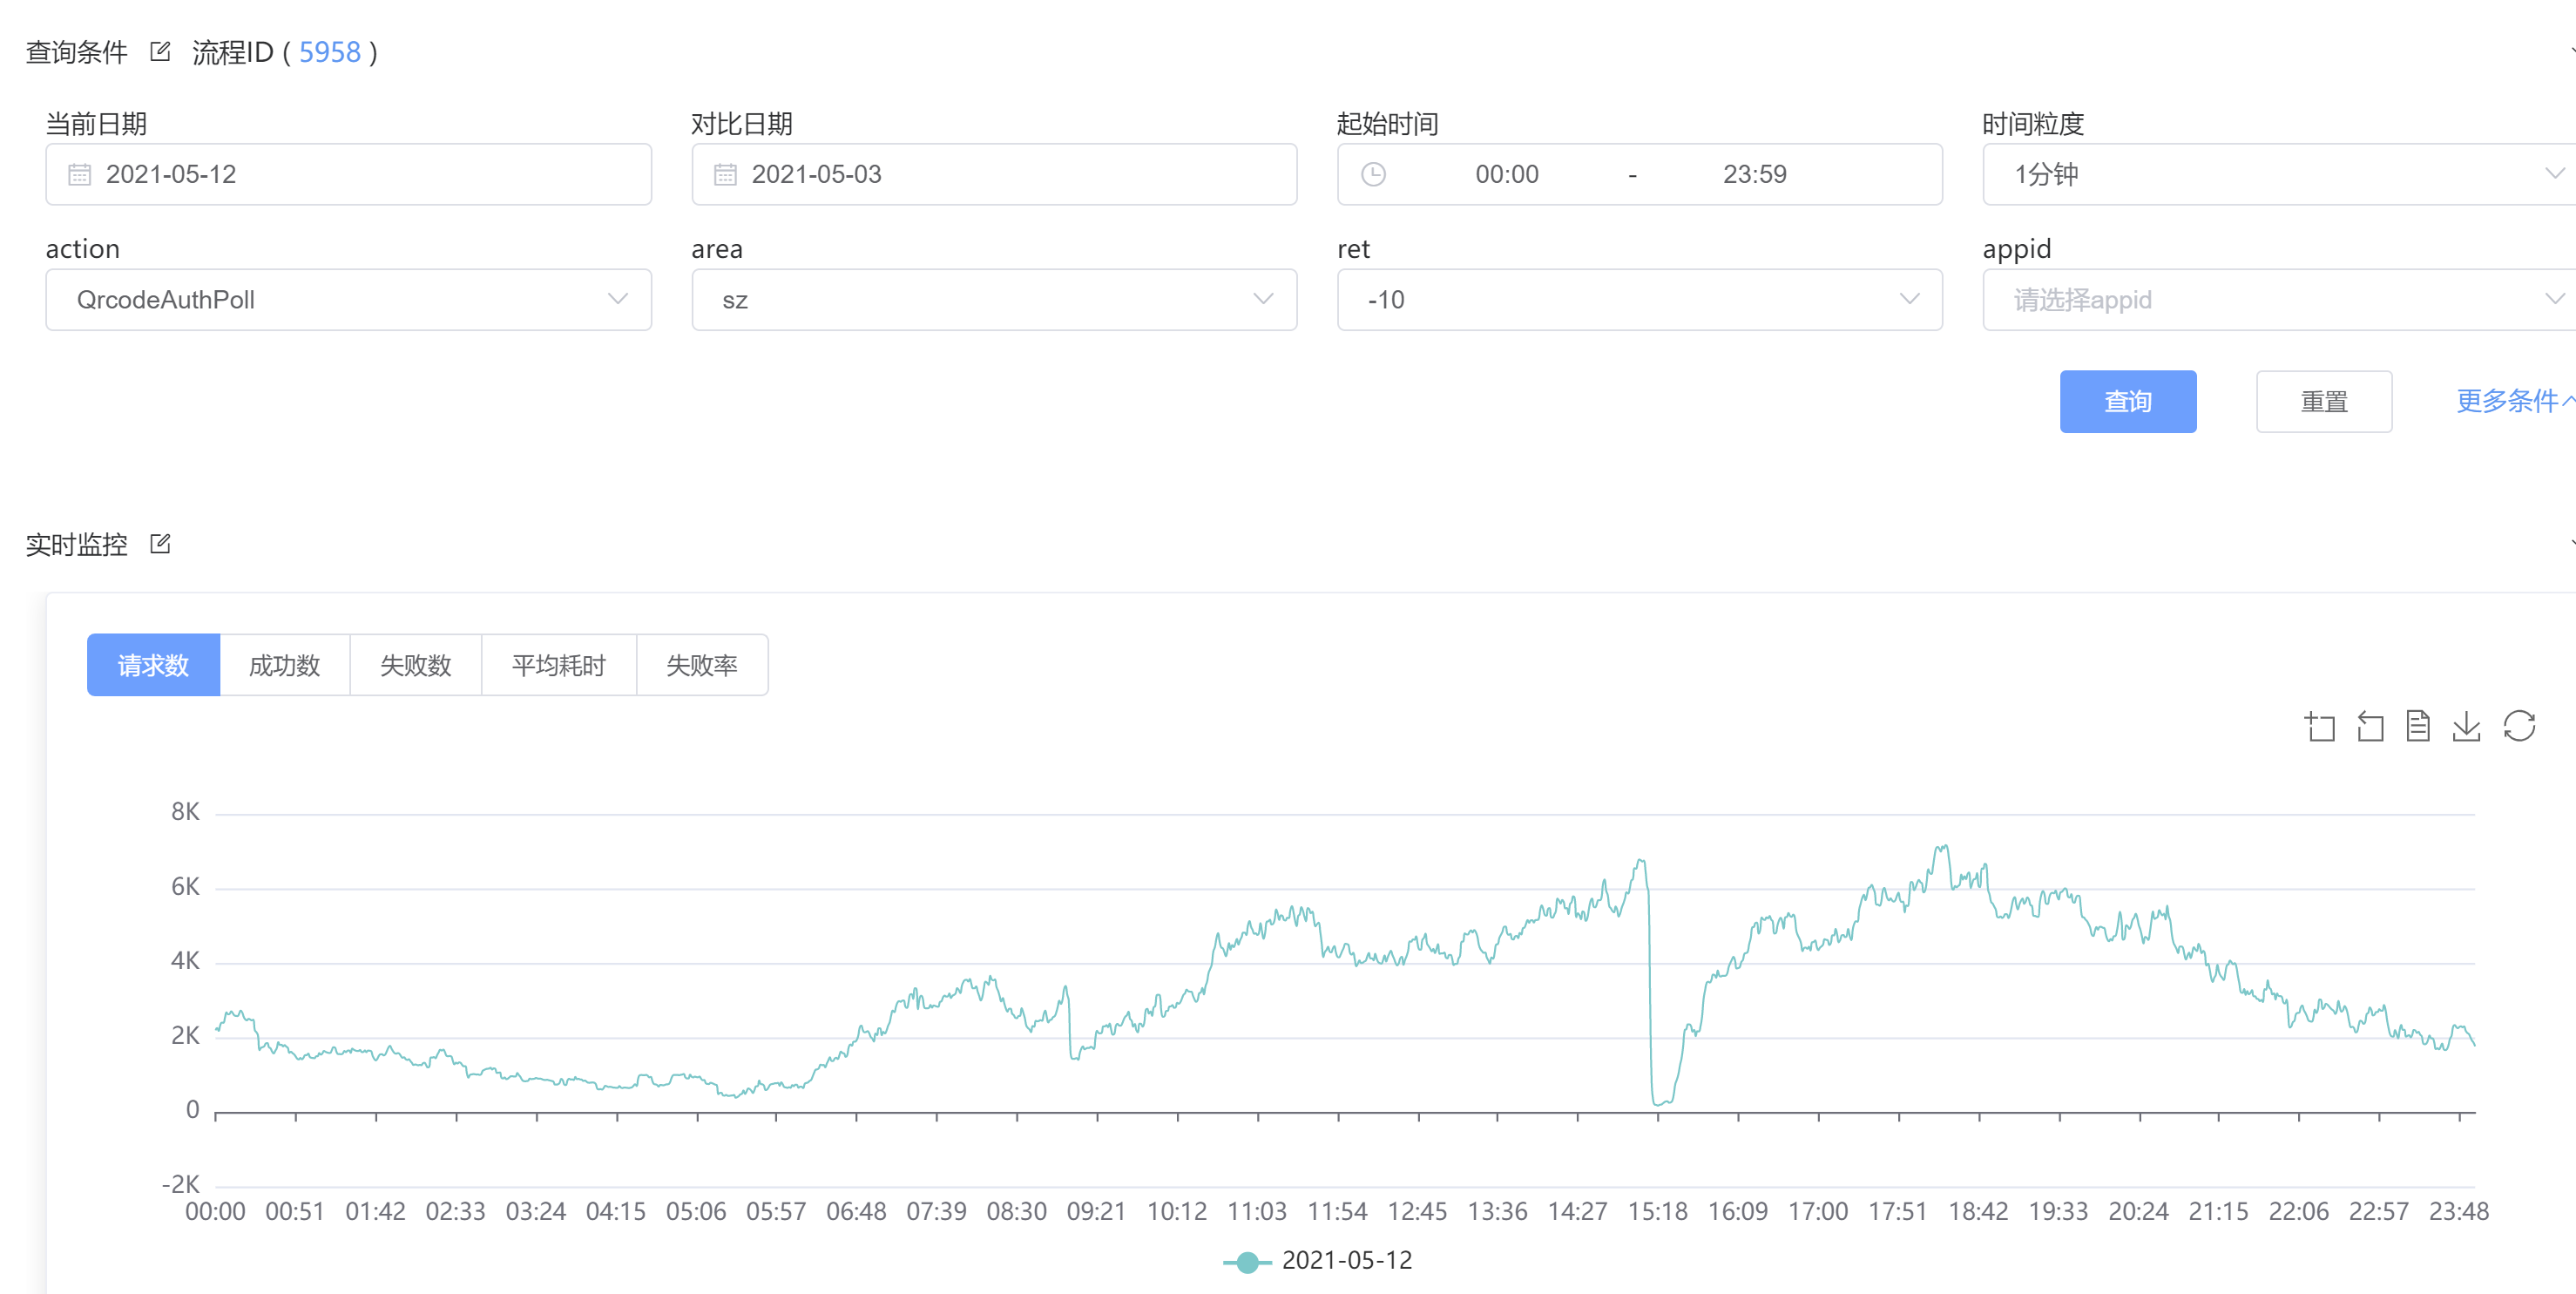 查询条件 流程ID ( 5958 )
当前日期 对比日期 起始时间 时间粒度
2021-05-12 2021-05-03 00:00 - 23:59 1分钟
action area ret appid
QrcodeAuthPoll sz -10 请选择appid
查询 重置 更多条件
实时监控
请求数 成功数 失败数 平均耗时 失败率
8K
6K
4K
2K
0
-2K
00:00 00:51 01:42 02:33 03:24 04:15 05:06 05:57 06:48 07:39 08:30 09:21 10:12 11:03 11:54 12:45 13:36 14:27 15:18 16:09 17:00 17:51 18:42 19:33 20:24 21:15 22:06 22:57 23:48
2021-05-12